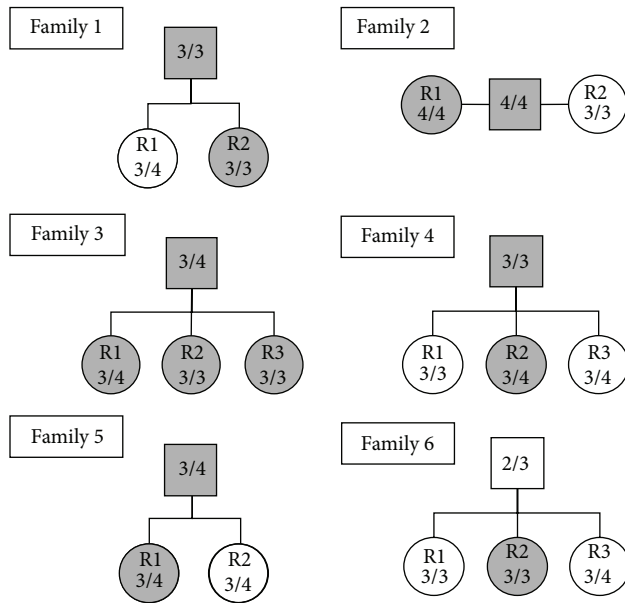 Family 1
3/3
R1
3/4
R2
3/3
Family 2
R1
4/4
4/4
R2
3/3
Family 3
3/4
R1
3/4
R2
3/3
R3
3/3
Family 4
3/3
R1
3/3
R2
3/4
R3
3/4
Family 5
3/4
R1
3/4
R2
3/4
Family 6
2/3
R1
3/3
R2
3/3
R3
3/4